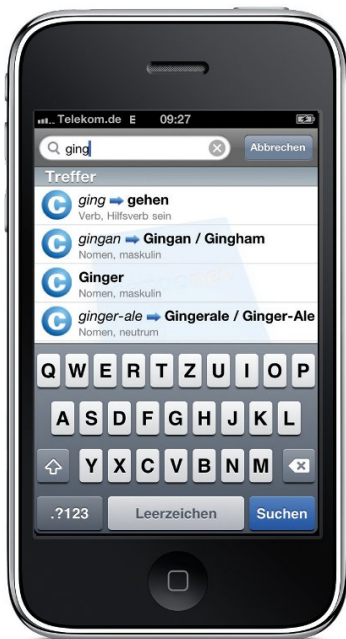 Telekom.de E 09:27
ging Abbrechen
Treffer
C ging ➡ gehen
Verb, Hilfsverb sein
C gingan ➡ Gingan / Gingham
Nomen, maskulin
C Ginger
Nomen, maskulin
C ginger-ale ➡ Gingerale / Ginger-Ale
Nomen, neutrum
Q W E R T Z U I O P
A S D F G H J K L
Y X C V B N M
.?123 Leerzeichen Suchen